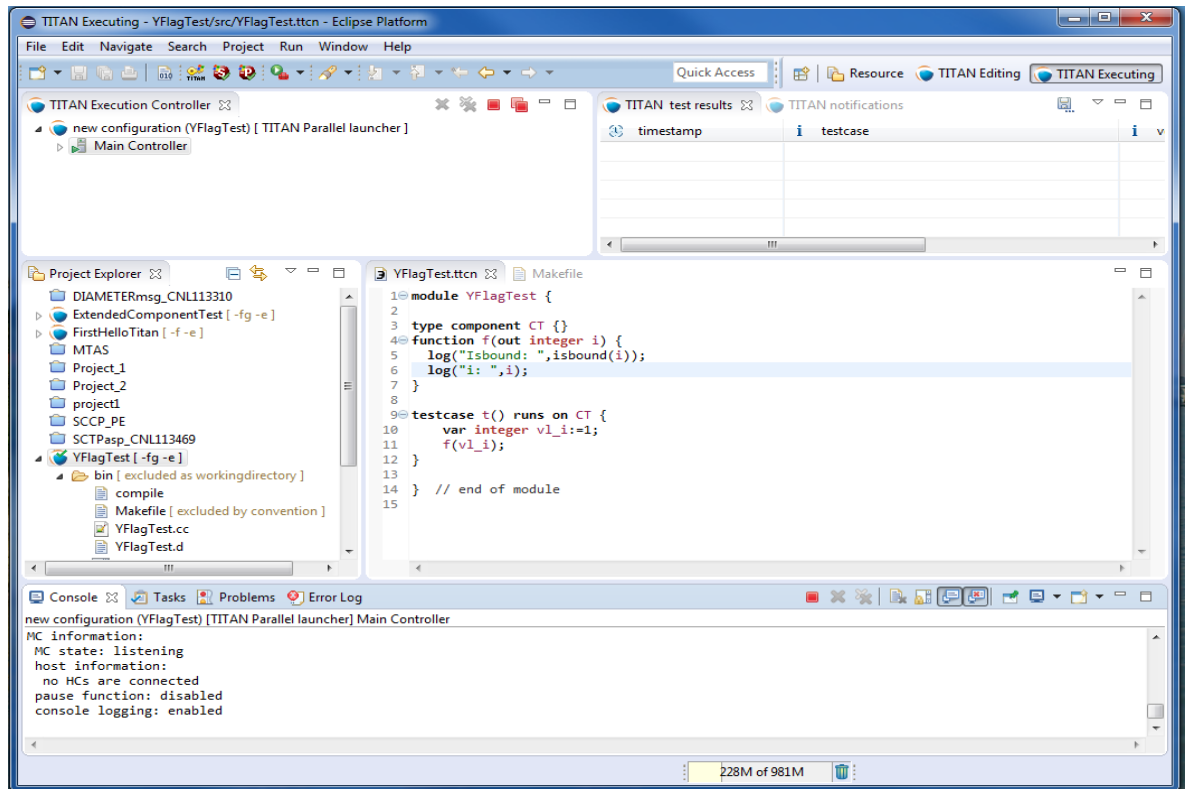 TITAN Executing - YFlagTest/src/YFlagTest.ttcn - Eclipse Platform
File Edit Navigate Search Project Run Window Help
Quick Access Resource TITAN Editing TITAN Executing
TITAN Execution Controller
new configuration (YFlagTest) [ TITAN Parallel launcher ]
Main Controller
TITAN test results TITAN notifications
timestamp i testcase i v
Project Explorer
DIAMETERmsg_CNL113310
ExtendedComponentTest [ -fg -e ]
FirstHelloTitan [ -f -e ]
MTAS
Project_1
Project_2
project1
SCCP_PE
SCTPasp_CNL113469
YFlagTest [ -fg -e ]
bin [ excluded as workingdirectory ]
compile
Makefile [ excluded by convention ]
YFlagTest.cc
YFlagTest.d
YFlagTest.ttcn Makefile
1 module YFlagTest {
2
3 type component CT {}
4 function f(out integer i) {
5 log("Isbound: ",isbound(i));
6 log("i: ",i);
7 }
8
9 testcase t() runs on CT {
10 var integer vl_i:=1;
11 f(vl_i);
12 }
13
14 } // end of module
15
Console Tasks Problems Error Log
new configuration (YFlagTest) [TITAN Parallel launcher] Main Controller
MC information:
MC state: listening
host information:
no HCs are connected
pause function: disabled
console logging: enabled
228M of 981M